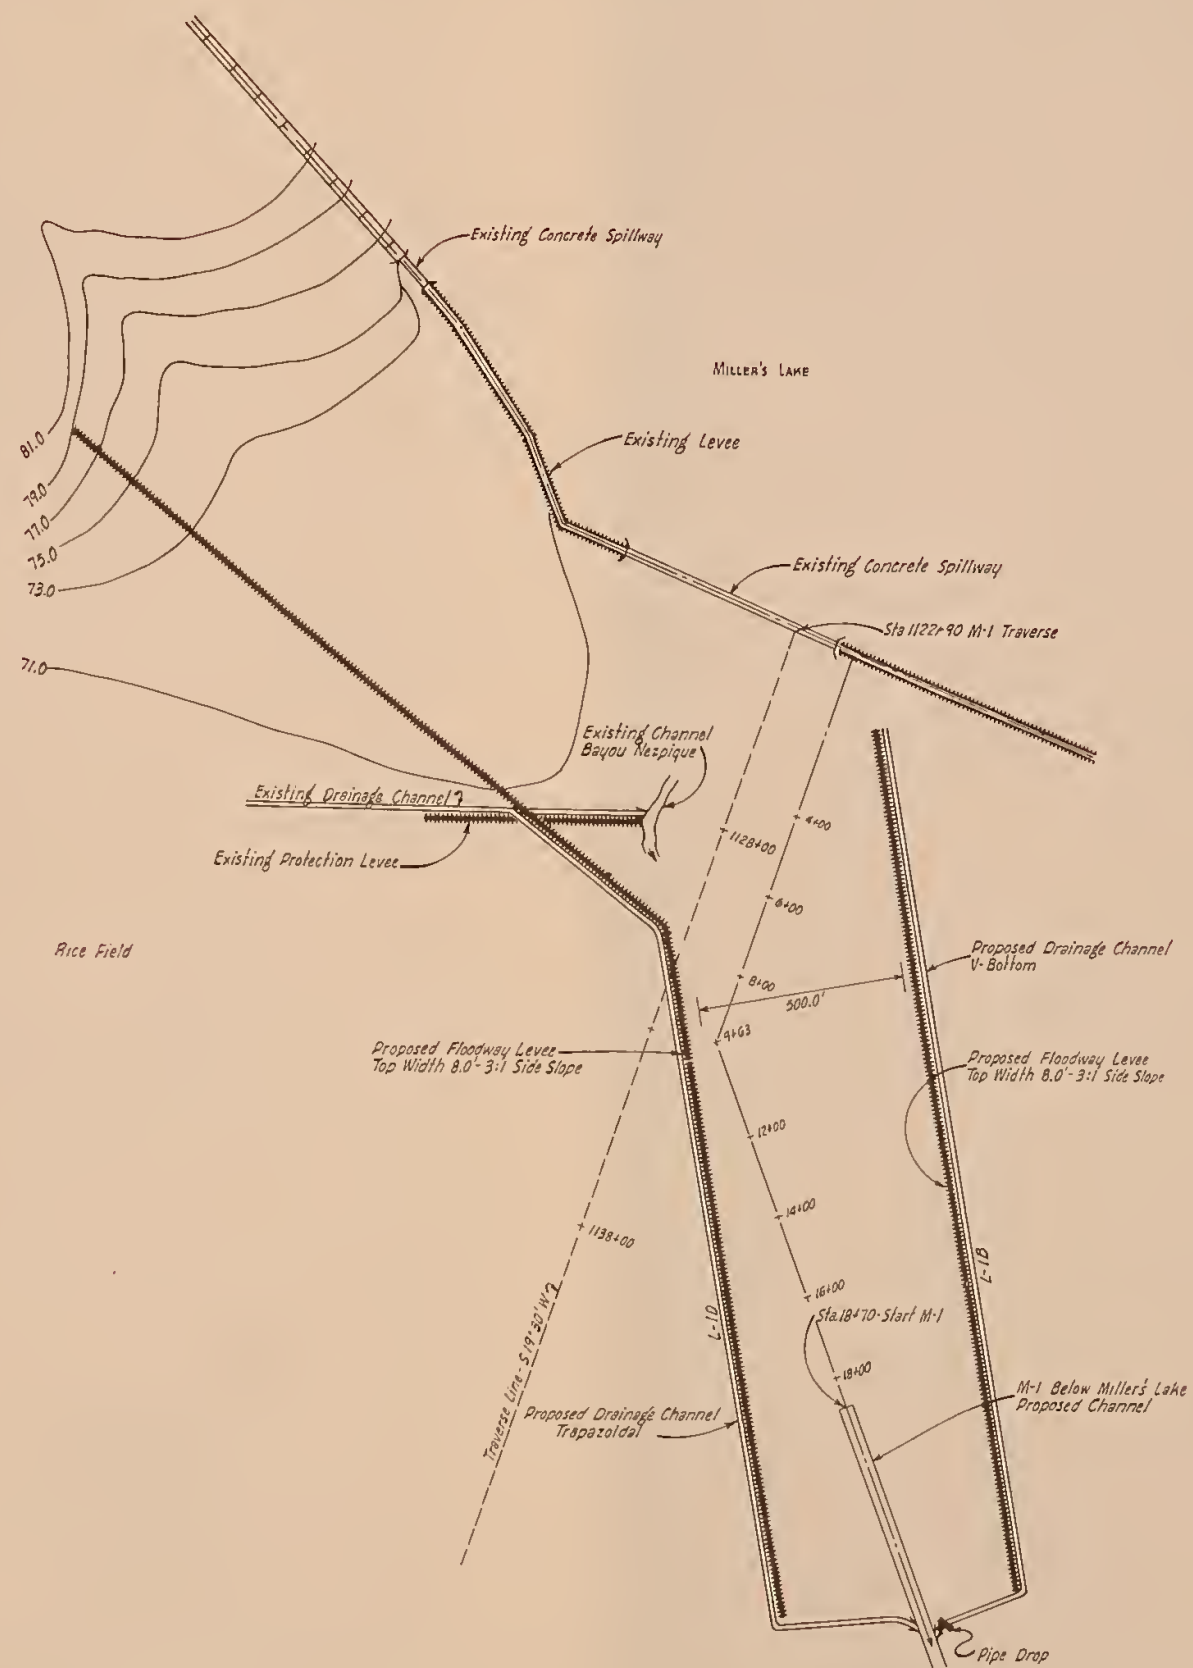 Existing Concrete Spillway
MILLER'S LAKE
Existing Levee
81.0
79.0
77.0
75.0
73.0
71.0
Existing Concrete Spillway
Sta 1122+90 M-1 Traverse
Existing Channel
Bayou Nezpique
Existing Drainage Channel
Existing Protection Levee
4+00
1128+00
6+00
Rice Field
Proposed Drainage Channel
V-Bottom
8+00
500.0'
9+63
Proposed Floodway Levee
Top Width 8.0'-3:1 Side Slope
Proposed Floodway Levee
Top Width 8.0'-3:1 Side Slope
12+00
14+00
1138+00
L-1B
16+00
Sta.18+70-Start M-1
L-1D
Traverse Line - S 19°30' W
18+00
M-1 Below Miller's Lake
Proposed Channel
Proposed Drainage Channel
Trapazoidal
Pipe Drop